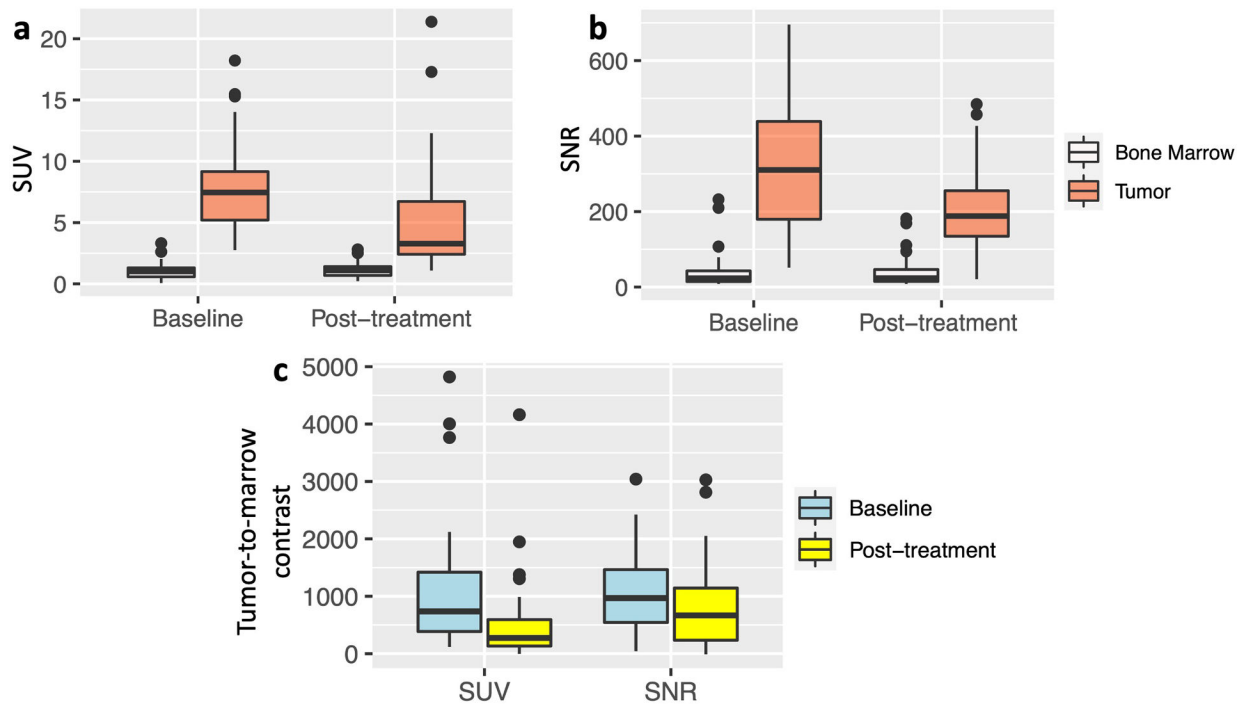 a
20
15
10
5
0
SUV
Baseline
Post-treatment
b
600
400
200
0
SNR
Baseline
Post-treatment
Bone Marrow
Tumor
c
5000
4000
3000
2000
1000
0
Tumor-to-marrow
contrast
SUV
SNR
Baseline
Post-treatment